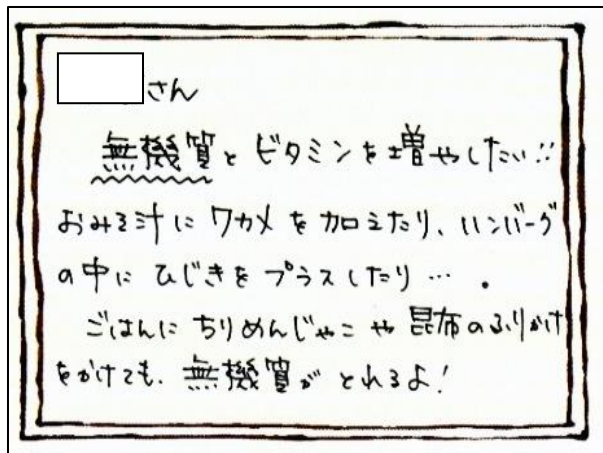 さん
無機質とビタミンを増やしたい!!
おみそ汁にワカメを加えたり、ハンバーグ
の中にひじきをプラスしたり… 。
ごはんにちりめんじゃこや昆布のふりかけ
をかけても、無機質がとれるよ!